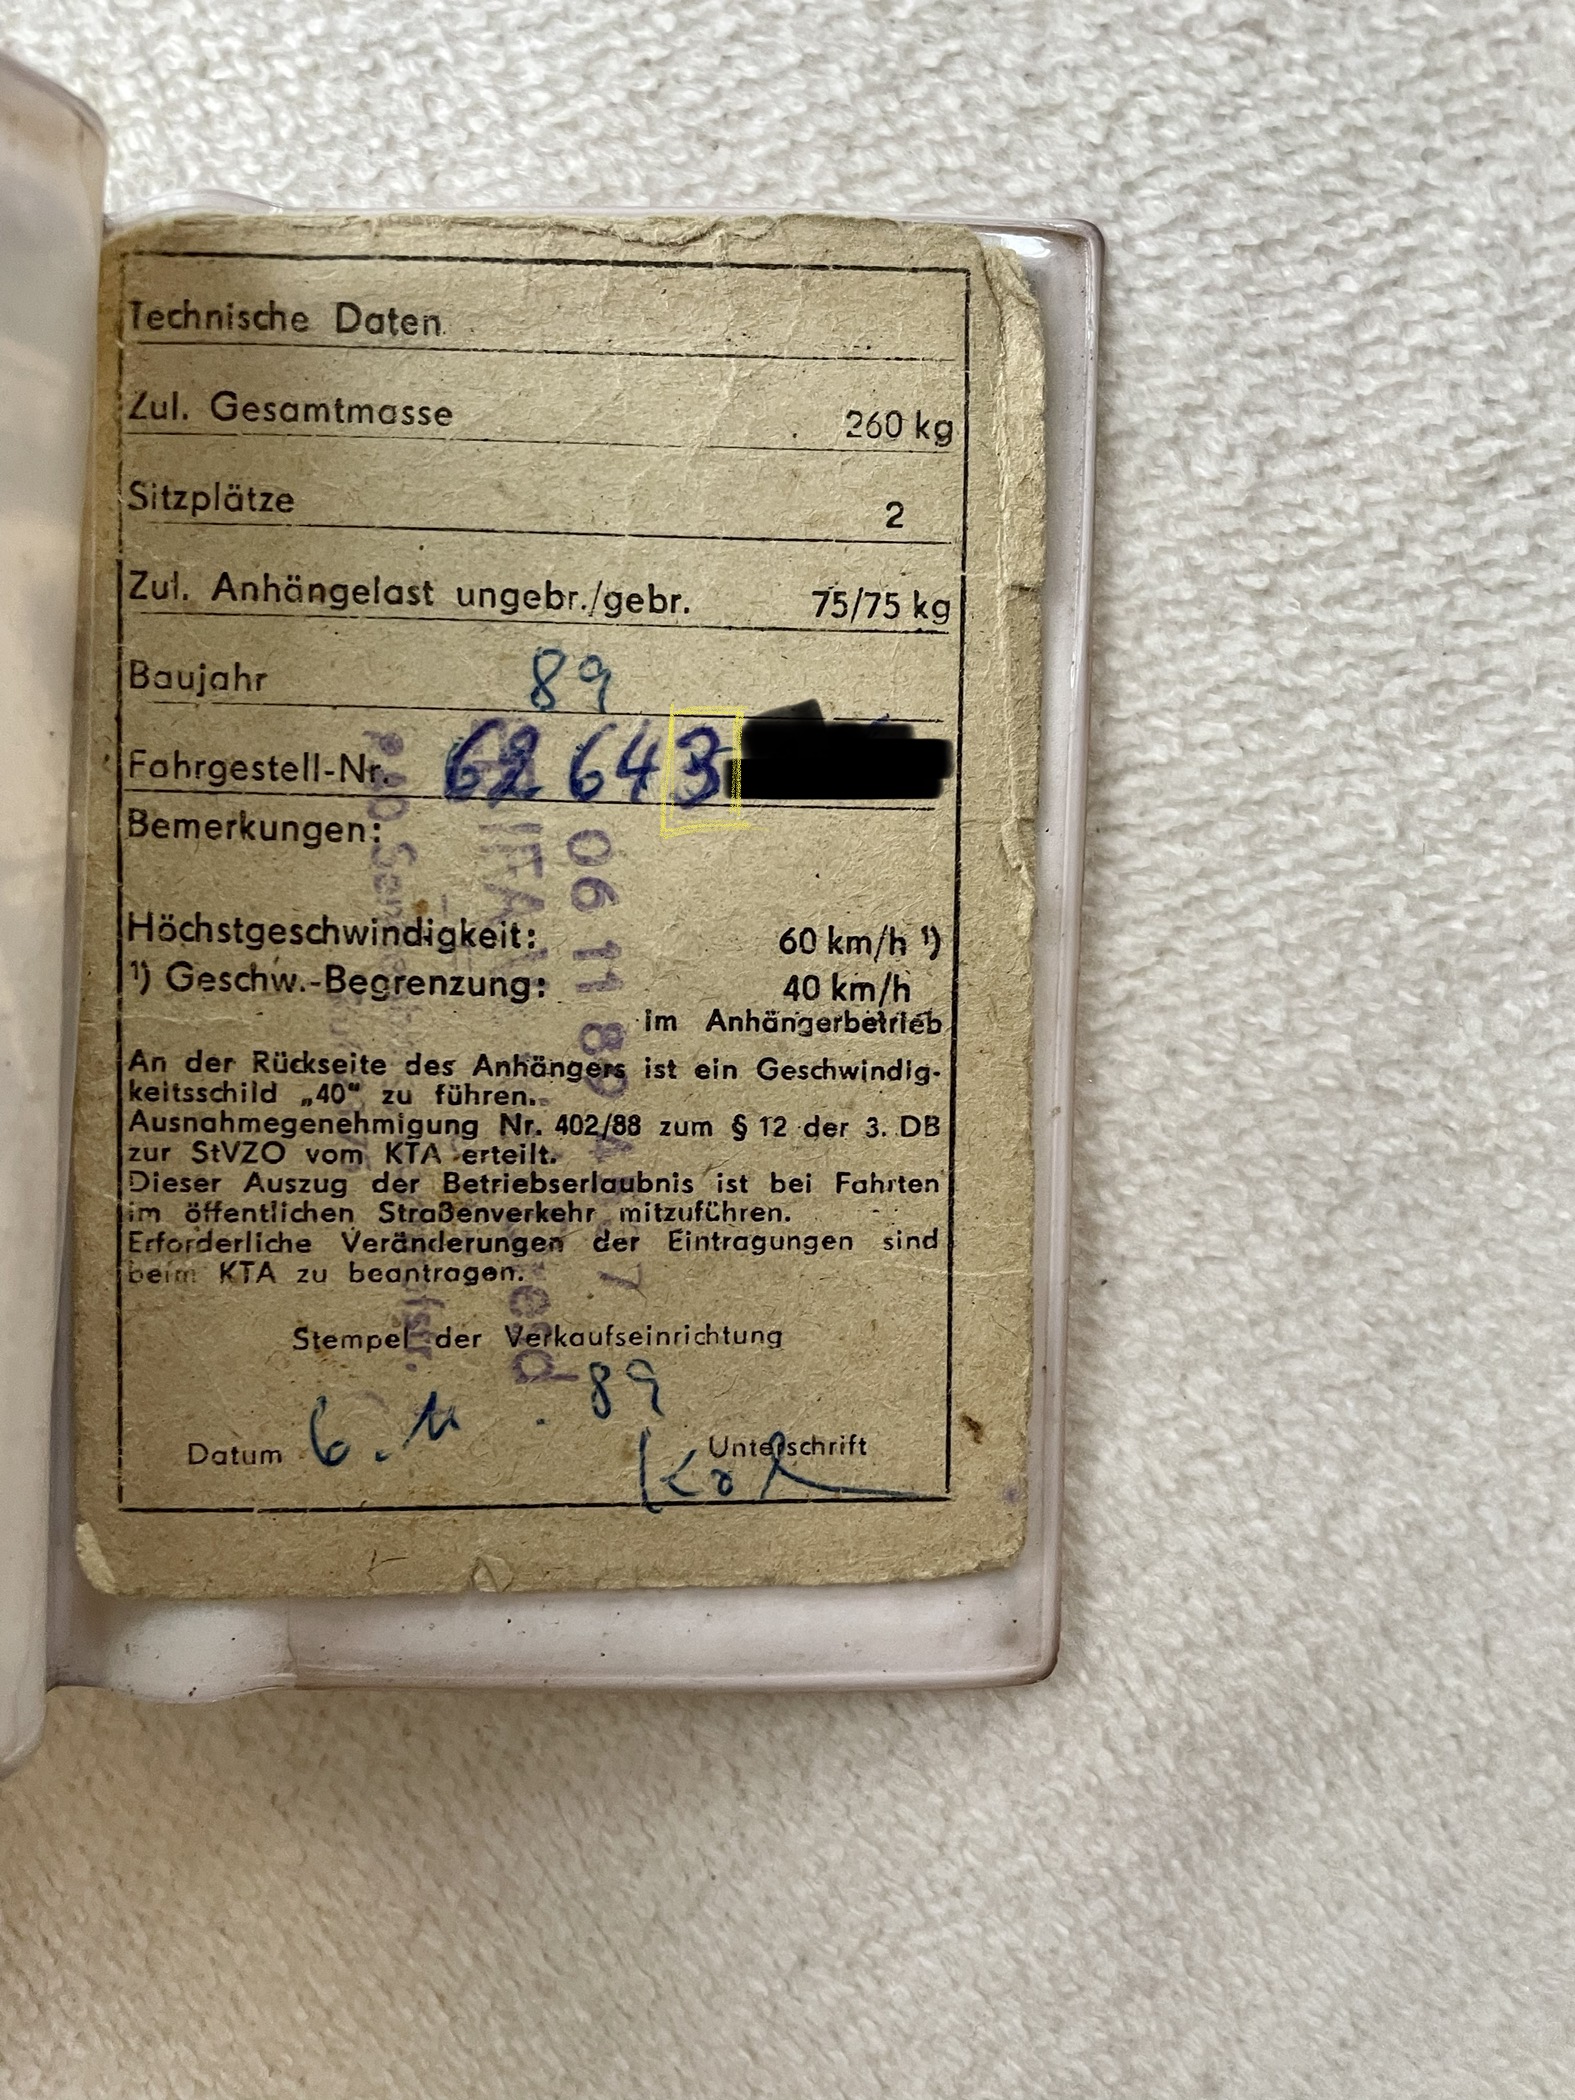 Technische Daten
Zul. Gesamtmasse 260 kg
Sitzplätze 2
Zul. Anhängelast ungebr./gebr. 75/75 kg
Baujahr 89
Fahrgestell-Nr. 62 643
Bemerkungen:
Höchstgeschwindigkeit: 60 km/h ¹)
¹) Geschw.-Begrenzung: 40 km/h
im Anhängerbetrieb
An der Rückseite des Anhängers ist ein Geschwindig-
keitsschild „40“ zu führen.
Ausnahmegenehmigung Nr. 402/88 zum § 12 der 3. DB
zur StVZO vom KTA erteilt.
Dieser Auszug der Betriebserlaubnis ist bei Fahrten
im öffentlichen Straßenverkehr mitzuführen.
Erforderliche Veränderungen der Eintragungen sind
beim KTA zu beantragen.
Stempel der Verkaufseinrichtung
Datum 6. 11. 89 Unterschrift
06 11 89
IFA